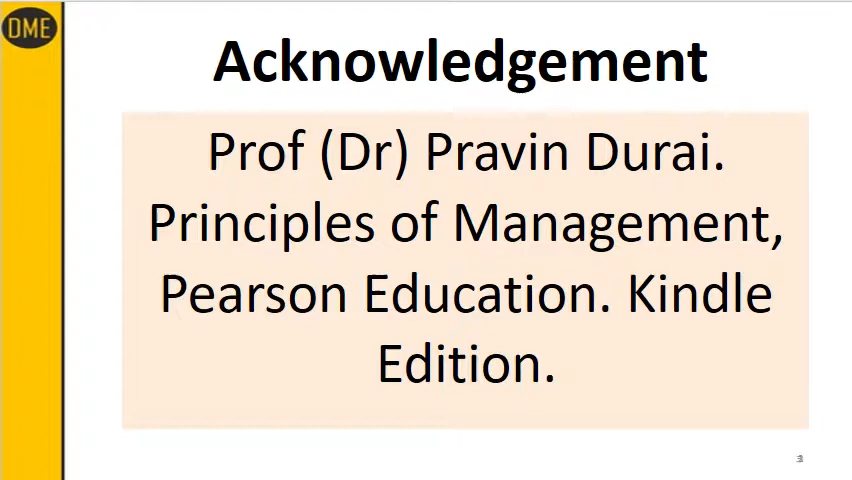 DME
Acknowledgement
Prof (Dr) Pravin Durai.
Principles of Management,
Pearson Education. Kindle
Edition.
3